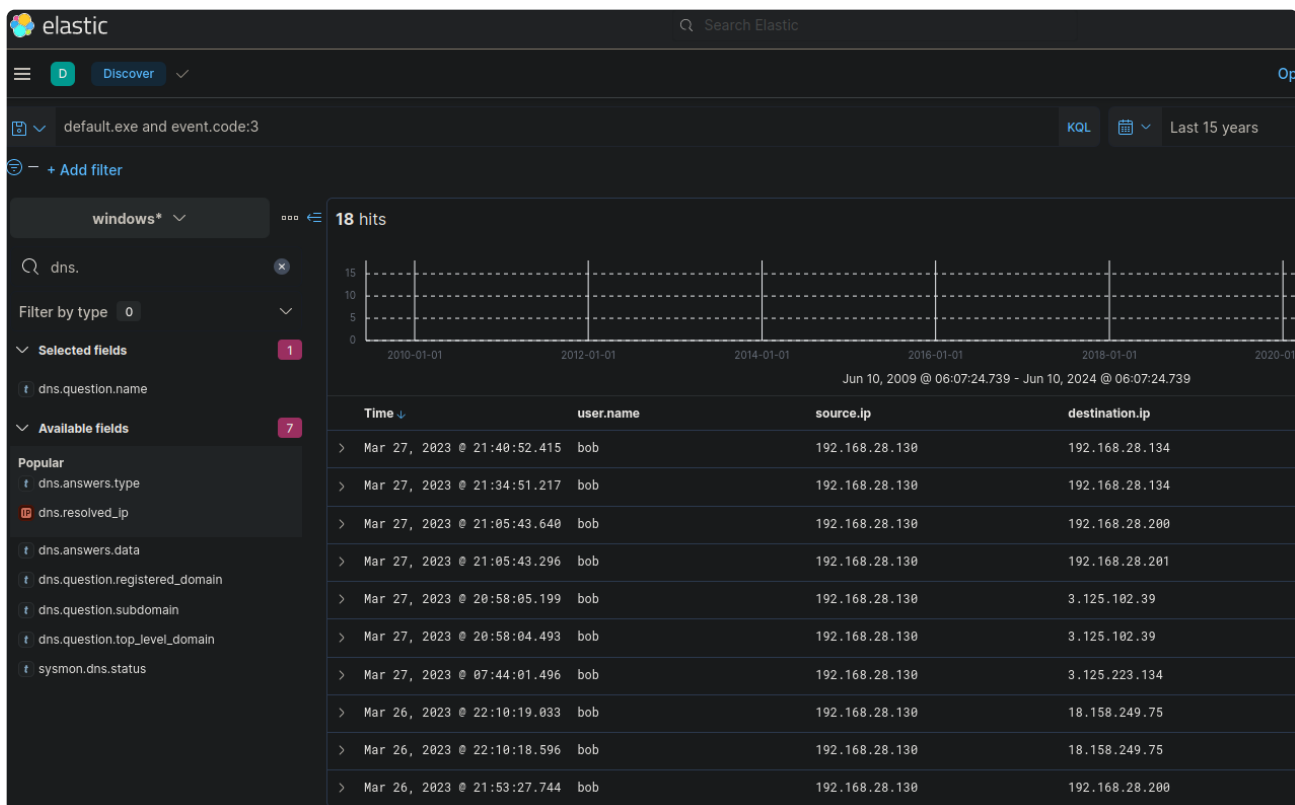 elastic
Search Elastic
D Discover Op
default.exe and event.code:3 KQL Last 15 years
+ Add filter
windows*
18 hits
dns.
Filter by type 0
Selected fields 1
t dns.question.name
Available fields 7
Popular
t dns.answers.type
IP dns.resolved_ip
t dns.answers.data
t dns.question.registered_domain
t dns.question.subdomain
t dns.question.top_level_domain
t sysmon.dns.status
15
10
5
0
2010-01-01 2012-01-01 2014-01-01 2016-01-01 2018-01-01 2020-01
Jun 10, 2009 @ 06:07:24.739 - Jun 10, 2024 @ 06:07:24.739
Time user.name source.ip destination.ip
Mar 27, 2023 @ 21:40:52.415 bob 192.168.28.130 192.168.28.134
Mar 27, 2023 @ 21:34:51.217 bob 192.168.28.130 192.168.28.134
Mar 27, 2023 @ 21:05:43.640 bob 192.168.28.130 192.168.28.200
Mar 27, 2023 @ 21:05:43.296 bob 192.168.28.130 192.168.28.201
Mar 27, 2023 @ 20:58:05.199 bob 192.168.28.130 3.125.102.39
Mar 27, 2023 @ 20:58:04.493 bob 192.168.28.130 3.125.102.39
Mar 27, 2023 @ 07:44:01.496 bob 192.168.28.130 3.125.223.134
Mar 26, 2023 @ 22:10:19.033 bob 192.168.28.130 18.158.249.75
Mar 26, 2023 @ 22:10:18.596 bob 192.168.28.130 18.158.249.75
Mar 26, 2023 @ 21:53:27.744 bob 192.168.28.130 192.168.28.200